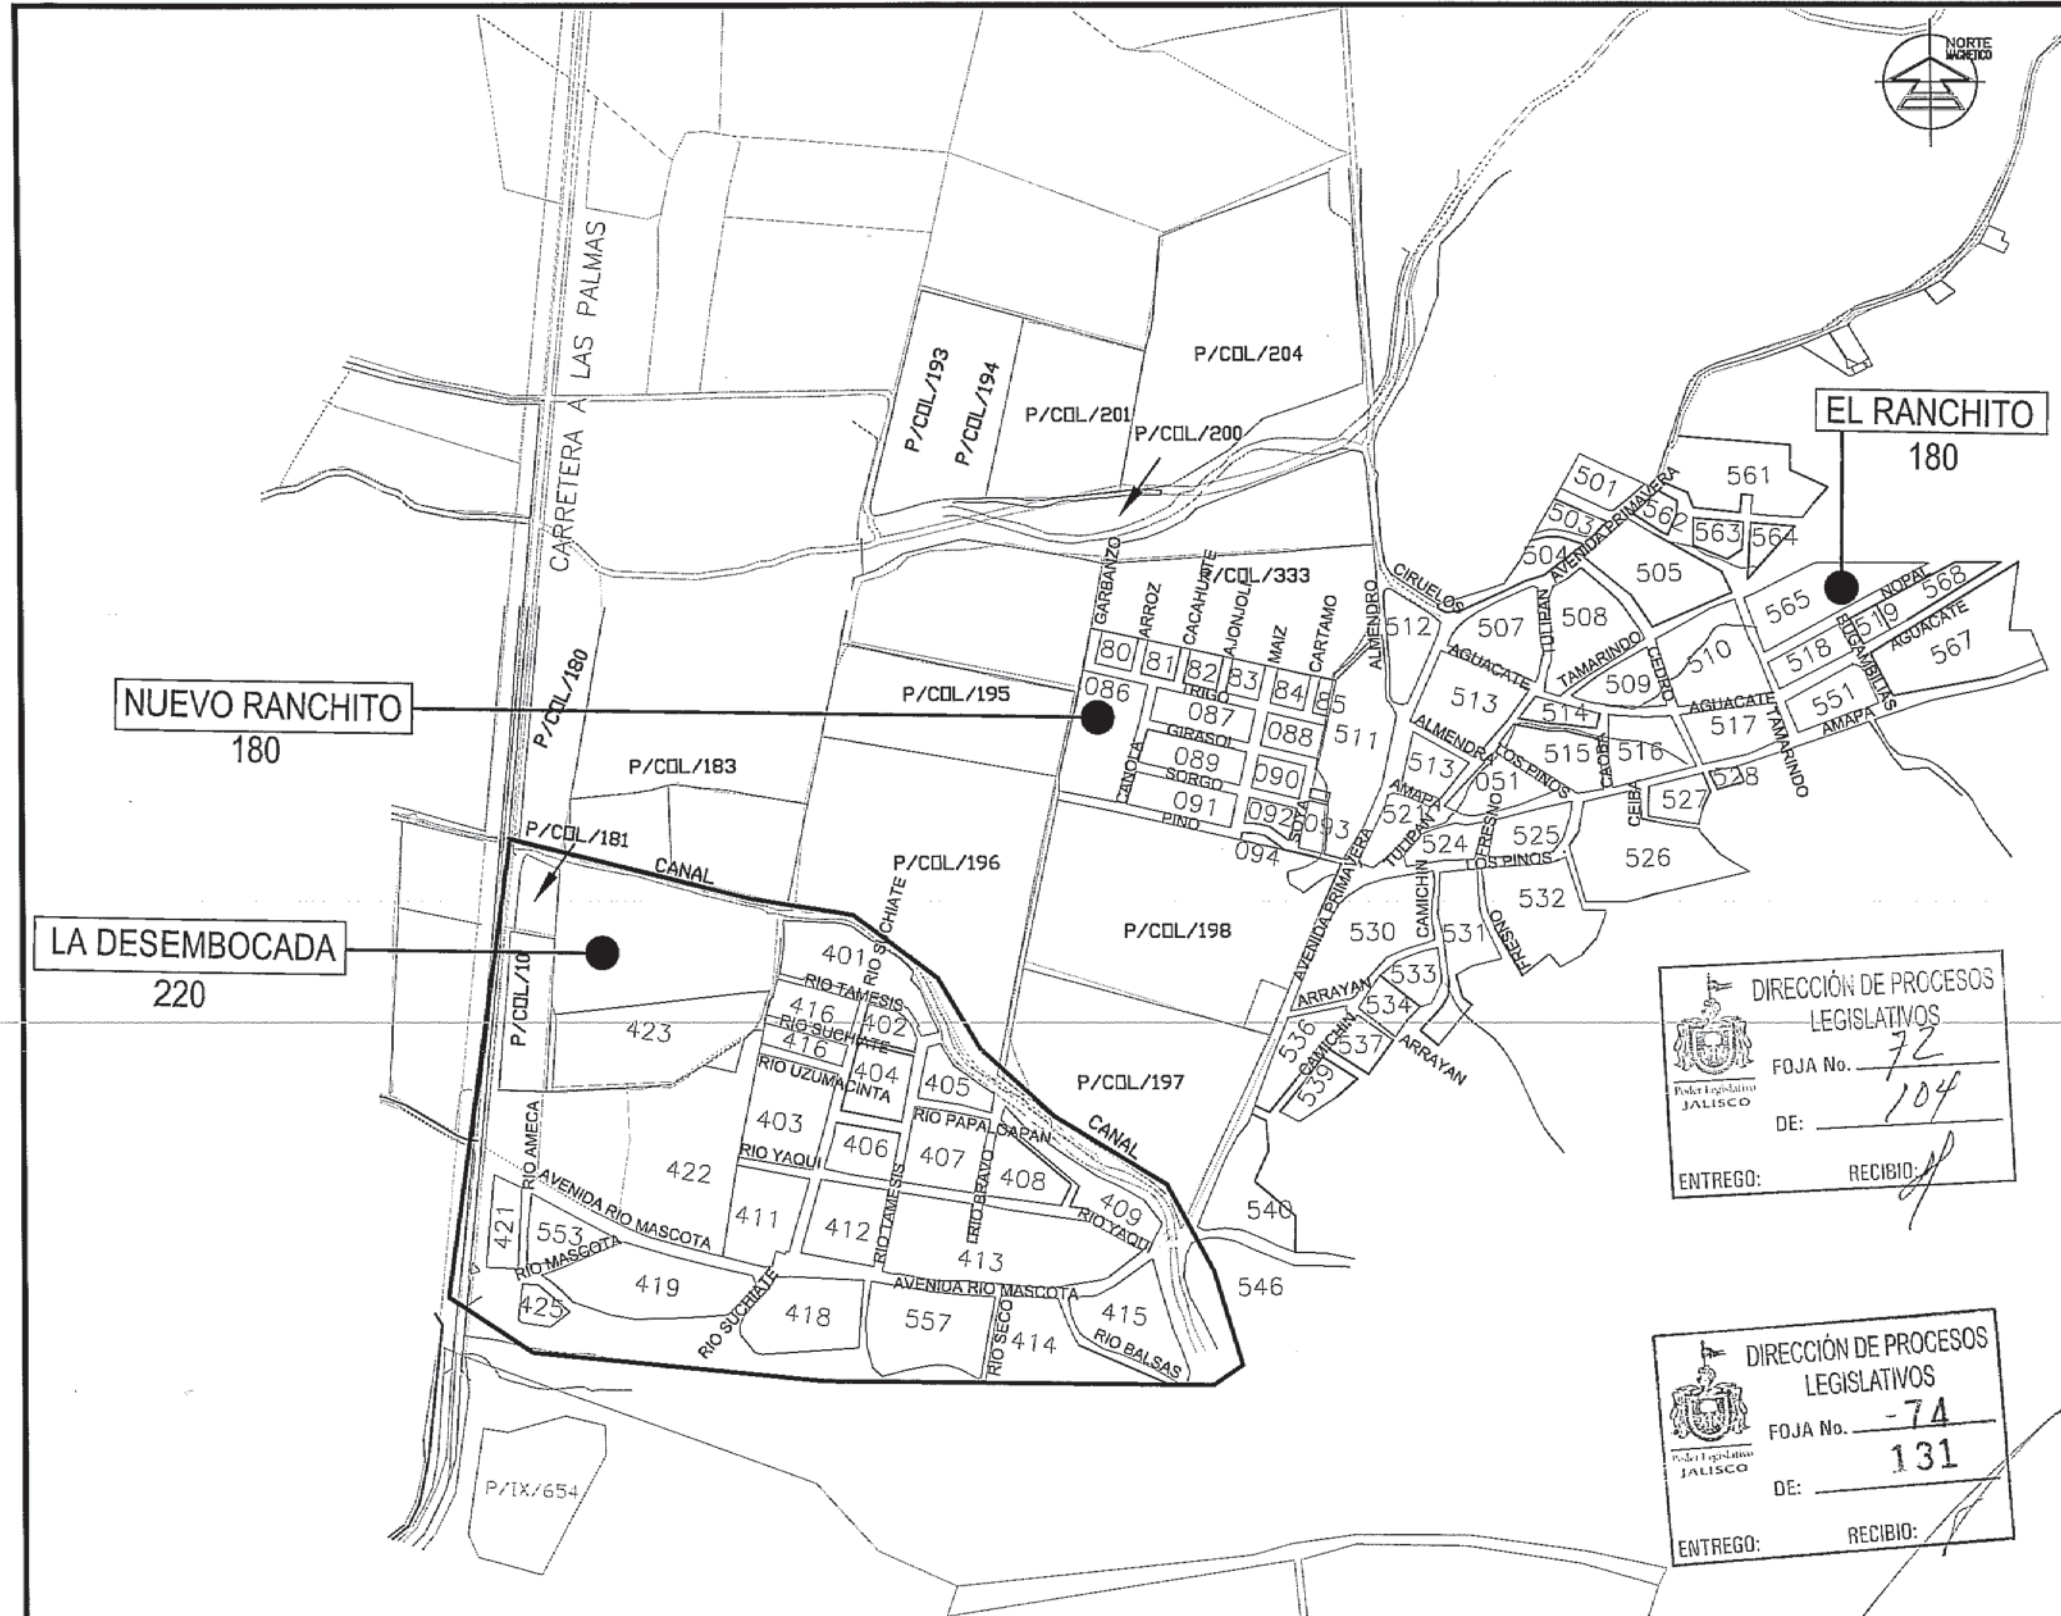 NORTE
MAGNETICO
CARRETERA A LAS PALMAS
P/COL/193
P/COL/194
P/COL/204
P/COL/201
P/COL/200
EL RANCHITO
180
501
561
503
562
563
564
504
AVENIDA PRIMAVERA
505
P/COL/333
GARBANZO
ARROZ
CACAHUATE
AJONJOLI
MAIZ
CARTAMO
ALMENDRO
CIRUELOS
512
507
TULIPAN
508
TAMARINDO
CEDRO
510
565
NOPAL
568
519
518
BUGAMBILIAS
AGUACATE
567
80
81
82
83
84
85
TRIGO
086
087
GIRASOL
088
511
089
SORGO
090
CANOLA
091
092
SOYA
093
PINO
094
AGUACATE
513
509
514
AGUACATE
517
TAMARINDO
551
AMAPA
ALMENDRA
LOS PINOS
513
051
515
CAOBA
516
528
527
CEIBA
AMAPA
521
TULIPAN
524
FRESNO
525
LOS PINOS
526
532
P/COL/180
P/COL/195
NUEVO RANCHITO
180
P/COL/183
P/COL/181
CANAL
P/COL/196
P/COL/198
AVENIDA PRIMAVERA
530
CAMICHIN
531
FRESNO
LA DESEMBOCADA
220
P/COL/10
401
RIO SUCHIATE
RIO TAMESIS
416
402
RIO SUCHIATE
416
404
405
423
RIO UZUMACINTA
403
RIO PAPALOAPAN
406
407
408
409
RIO YAQUI
RIO YAQUI
RIO BRAVO
RIO TAMESIS
P/COL/197
CANAL
ARRAYAN
533
534
536
CAMICHIN
537
539
ARRAYAN
540
546
RIO AMECA
422
421
553
AVENIDA RIO MASCOTA
411
412
413
RIO MASCOTA
419
425
RIO SUCHIATE
418
AVENIDA RIO MASCOTA
557
RIO SECO
414
415
RIO BALSAS
P/IX/654
DIRECCIÓN DE PROCESOS
LEGISLATIVOS
FOJA No. 72
Poder Legislativo
JALISCO
DE: 104
ENTREGO: RECIBIO:
DIRECCIÓN DE PROCESOS
LEGISLATIVOS
FOJA No. -74
Poder Legislativo
JALISCO
DE: 131
ENTREGO: RECIBIO: